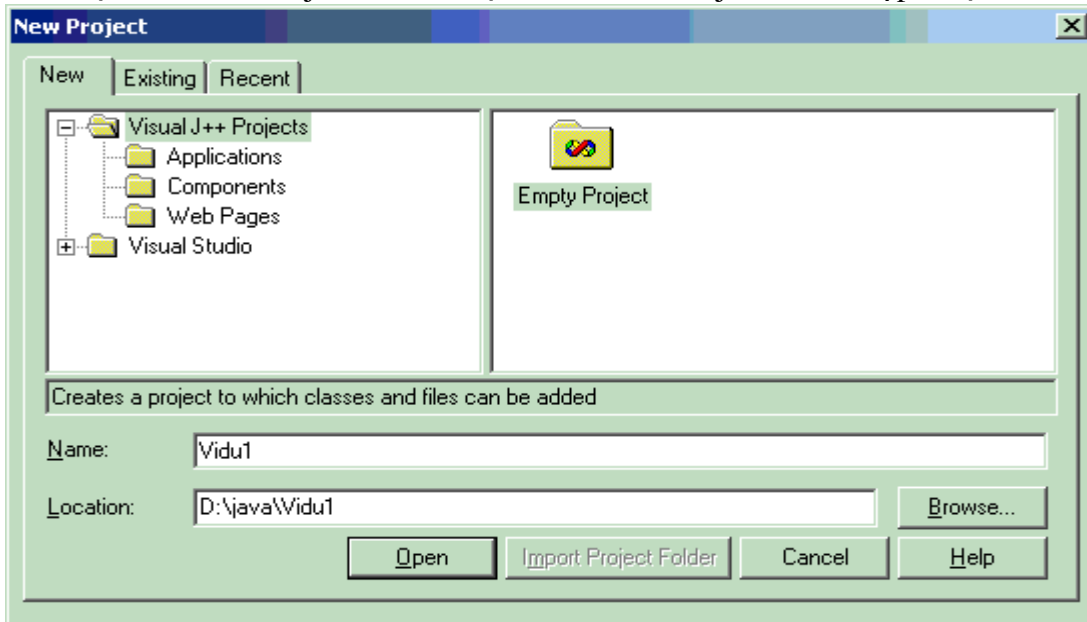 New Project
New Existing Recent
Visual J++ Projects
Applications
Components
Web Pages
Visual Studio
Empty Project
Creates a project to which classes and files can be added
Name: Vidu1
Location: D:\java\Vidu1 Browse...
Open Import Project Folder Cancel Help